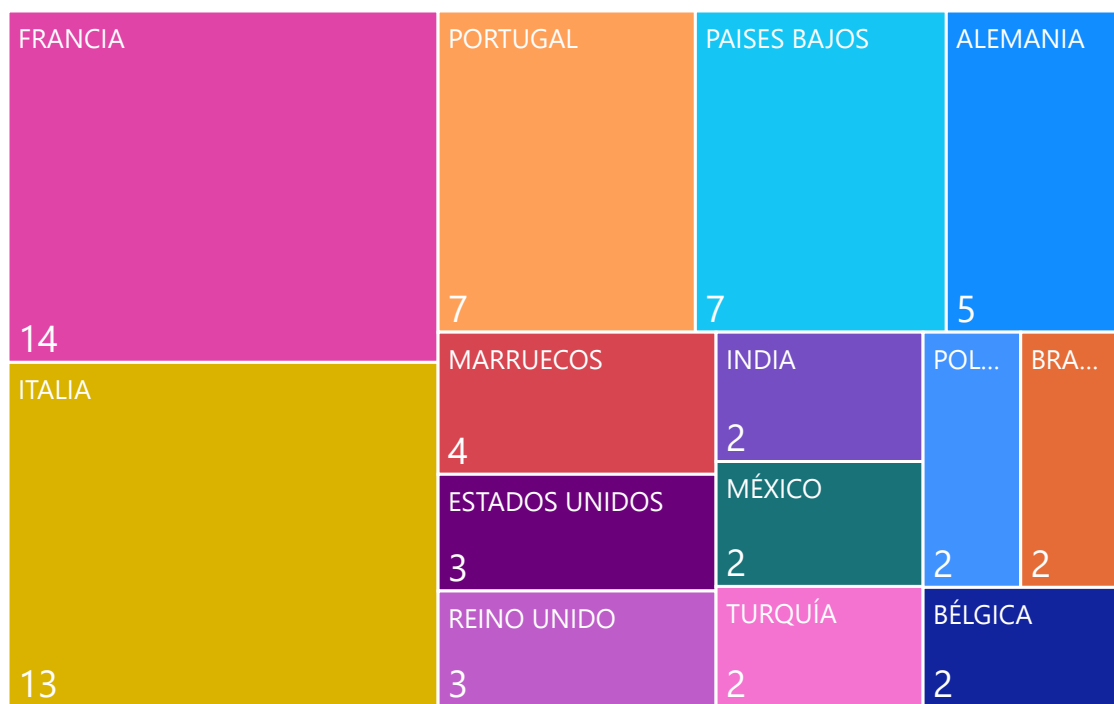 FRANCIA
14
ITALIA
13
PORTUGAL
7
PAISES BAJOS
7
ALEMANIA
5
MARRUECOS
4
ESTADOS UNIDOS
3
REINO UNIDO
3
INDIA
2
MÉXICO
2
TURQUÍA
2
POL...
2
BRA...
2
BÉLGICA
2